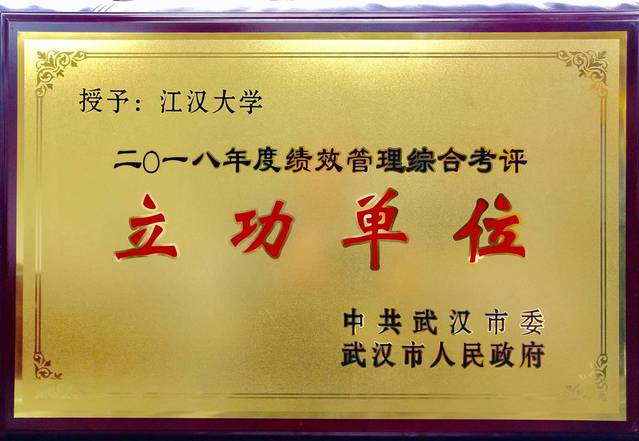 授予：江汉大学
二〇一八年度绩效管理综合考评
立功单位
中共武汉市委
武汉市人民政府